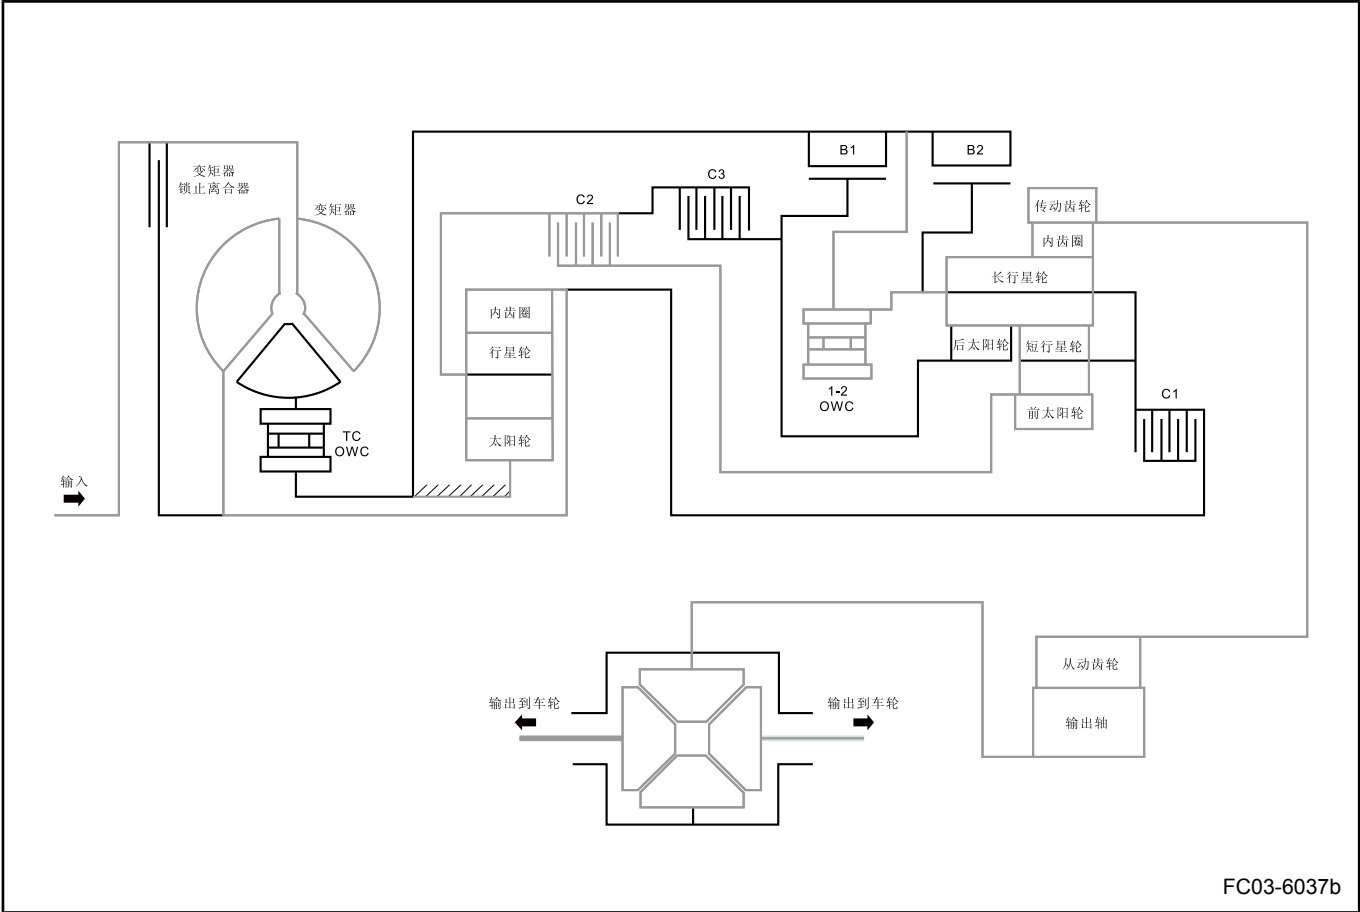 变矩器
锁止离合器
变矩器
C2
C3
B1
B2
传动齿轮
内齿圈
长行星轮
内齿圈
行星轮
后太阳轮
短行星轮
1-2
OWC
C1
前太阳轮
太阳轮
TC
OWC
输入
从动齿轮
输出到车轮
输出到车轮
输出轴
FC03-6037b